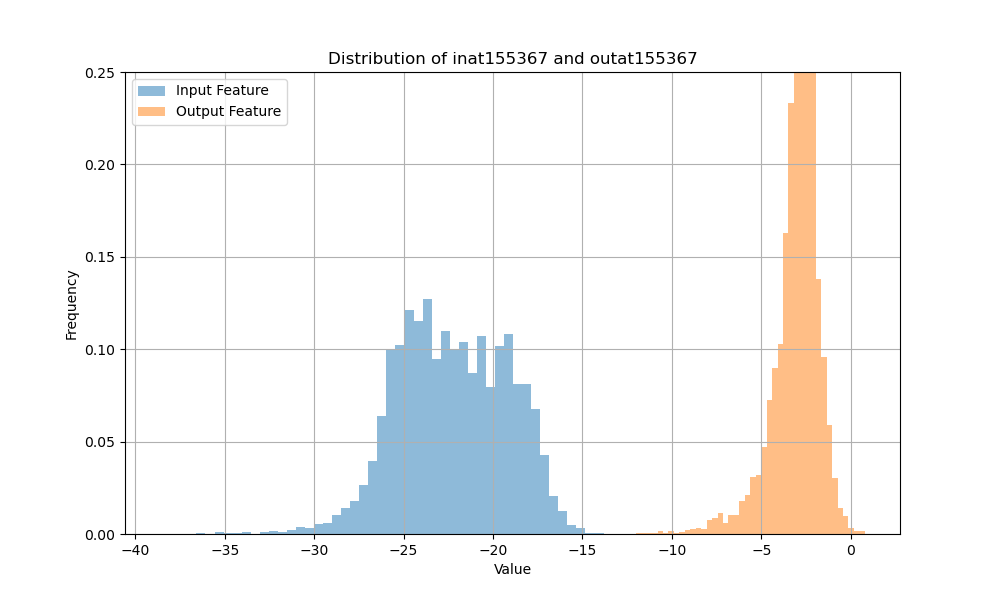 Distribution of inat155367 and outat155367
Input Feature
Output Feature
Frequency
0.25
0.20
0.15
0.10
0.05
0.00
−40 −35 −30 −25 −20 −15 −10 −5 0
Value